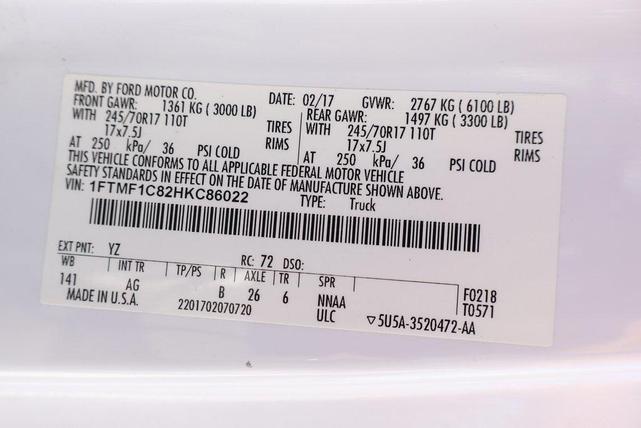 MFD. BY FORD MOTOR CO. DATE: 02/17 GVWR: 2767 KG ( 6100 LB)
FRONT GAWR: 1361 KG ( 3000 LB) REAR GAWR: 1497 KG ( 3300 LB)
WITH 245/70R17 110T TIRES WITH 245/70R17 110T TIRES
17x7.5J RIMS 17x7.5J RIMS
AT 250 kPa/ 36 PSI COLD AT 250 kPa/ 36 PSI COLD
THIS VEHICLE CONFORMS TO ALL APPLICABLE FEDERAL MOTOR VEHICLE
SAFETY STANDARDS IN EFFECT ON THE DATE OF MANUFACTURE SHOWN ABOVE.
VIN: 1FTMF1C82HKC86022 TYPE: Truck
EXT PNT: YZ RC: 72 DSO:
WB INT TR TP/PS R AXLE TR SPR
141 AG B 26 6 NNAA F0218
MADE IN U.S.A. 2201702070720 ULC T0571
▽5U5A-3520472-AA